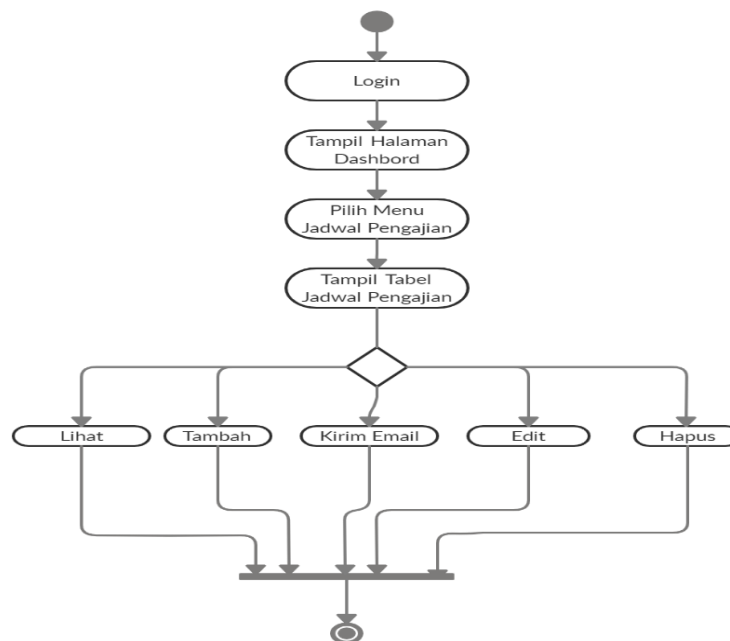 Login
Tampil Halaman
Dashbord
Pilih Menu
Jadwal Pengajian
Tampil Tabel
Jadwal Pengajian
Lihat
Tambah
Kirim Email
Edit
Hapus